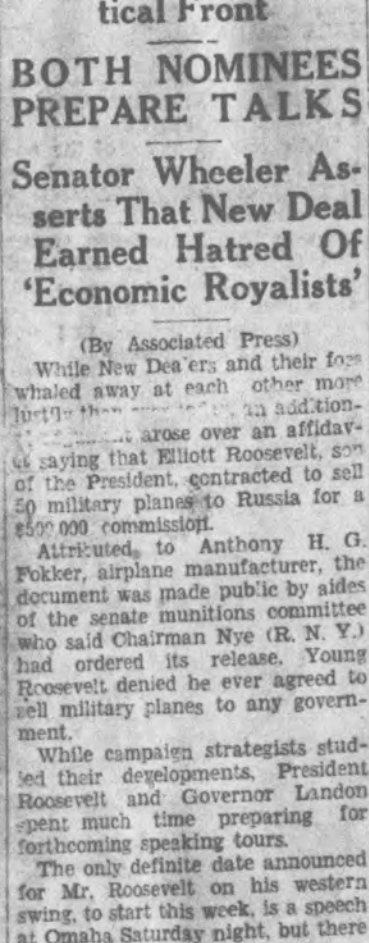 tical Front
BOTH NOMINEES
PREPARE TALKS
Senator Wheeler As-
serts That New Deal
Earned Hatred Of
'Economic Royalists'
(By Associated Press)
While New Dealers and their foes
whaled away at each other more
lustily than an addition-
arose over an affidav-
it saying that Elliott Roosevelt, son
of the President, contracted to sell
50 military planes to Russia for a
$500,000 commission.
Attributed to Anthony H. G.
Fokker, airplane manufacturer, the
document was made public by aides
of the senate munitions committee
who said Chairman Nye (R. N. Y.)
had ordered its release. Young
Roosevelt denied he ever agreed to
sell military planes to any govern-
ment.
While campaign strategists stud-
ied their developments, President
Roosevelt and Governor Landon
spent much time preparing for
forthcoming speaking tours.
The only definite date announced
for Mr. Roosevelt on his western
swing, to start this week, is a speech
at Omaha Saturday night, but there